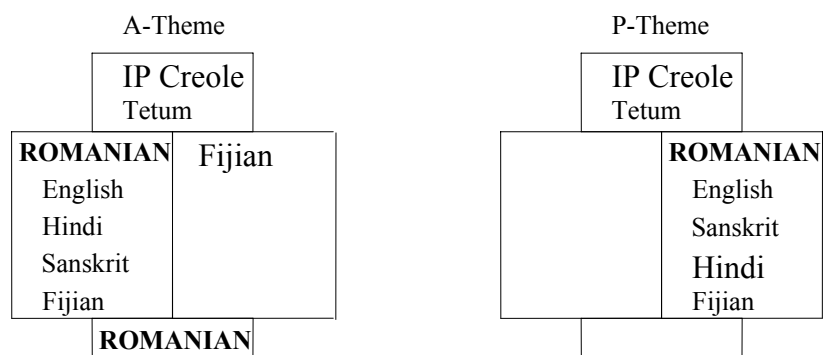 A-Theme
IP Creole
Tetum
ROMANIAN
English
Hindi
Sanskrit
Fijian
Fijian
ROMANIAN
P-Theme
IP Creole
Tetum
ROMANIAN
English
Sanskrit
Hindi
Fijian